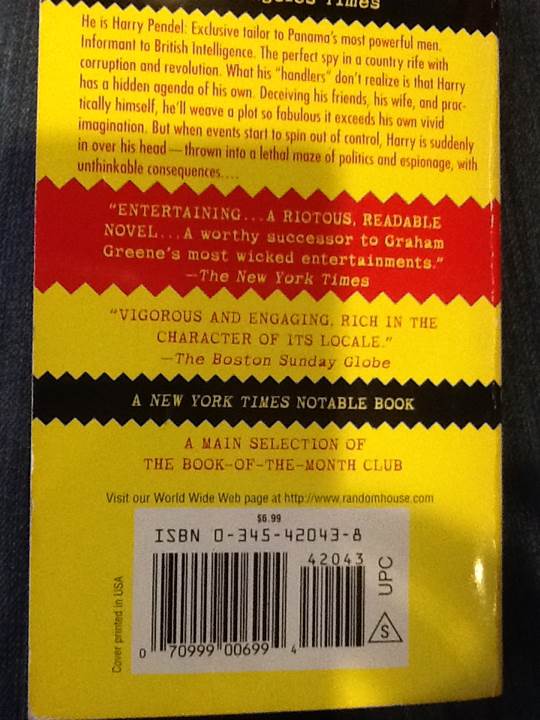 Times
He is Harry Pendel: Exclusive tailor to Panama's most powerful men.
Informant to British Intelligence. The perfect spy in a country rife with
corruption and revolution. What his "handlers" don't realize is that Harry
has a hidden agenda of his own. Deceiving his friends, his wife, and prac-
tically himself, he'll weave a plot so fabulous it exceeds his own vivid
imagination. But when events start to spin out of control, Harry is suddenly
in over his head—thrown into a lethal maze of politics and espionage, with
unthinkable consequences....
"ENTERTAINING...A RIOTOUS, READABLE
NOVEL...A worthy successor to Graham
Greene's most wicked entertainments."
—The New York Times
"VIGOROUS AND ENGAGING, RICH IN THE
CHARACTER OF ITS LOCALE."
—The Boston Sunday Globe
A NEW YORK TIMES NOTABLE BOOK
A MAIN SELECTION OF
THE BOOK-OF-THE-MONTH CLUB
Visit our World Wide Web page at http://www.randomhouse.com
$6.99
ISBN 0-345-42043-8
42043
UPC
S
0 70999 00699 4
Cover printed in USA